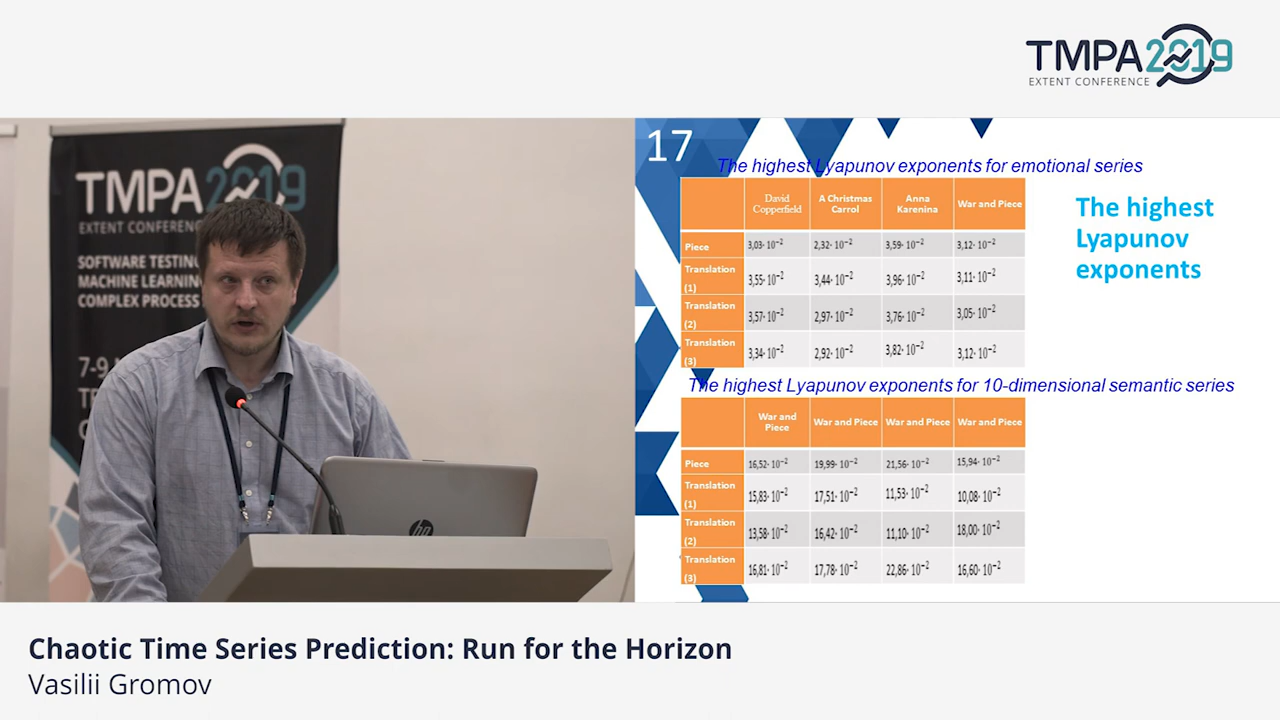 TMPA2019
EXTENT CONFERENCE
TMPA2019
EXTENT CONFERENCE
SOFTWARE TESTING
MACHINE LEARNING
COMPLEX PROCESS
7-9
hp
17
The highest Lyapunov exponents for emotional series
The highest
Lyapunov
exponents
David Copperfield A Christmas Carrol Anna Karenina War and Piece
Piece 3,03· 10⁻² 2,32· 10⁻² 3,59· 10⁻² 3,12· 10⁻²
Translation (1) 3,55· 10⁻² 3,44· 10⁻² 3,96· 10⁻² 3,11· 10⁻²
Translation (2) 3,57· 10⁻² 2,97· 10⁻² 3,76· 10⁻² 3,05· 10⁻²
Translation (3) 3,34· 10⁻² 2,92· 10⁻² 3,82· 10⁻² 3,12· 10⁻²
The highest Lyapunov exponents for 10-dimensional semantic series
War and Piece War and Piece War and Piece War and Piece
Piece 16,52· 10⁻² 19,99· 10⁻² 21,56· 10⁻² 15,94· 10⁻²
Translation (1) 15,83· 10⁻² 17,51· 10⁻² 11,53· 10⁻² 10,08· 10⁻²
Translation (2) 13,58· 10⁻² 16,42· 10⁻² 11,10· 10⁻² 18,00· 10⁻²
Translation (3) 16,81· 10⁻² 17,78· 10⁻² 22,86· 10⁻² 16,60· 10⁻²
Chaotic Time Series Prediction: Run for the Horizon
Vasilii Gromov